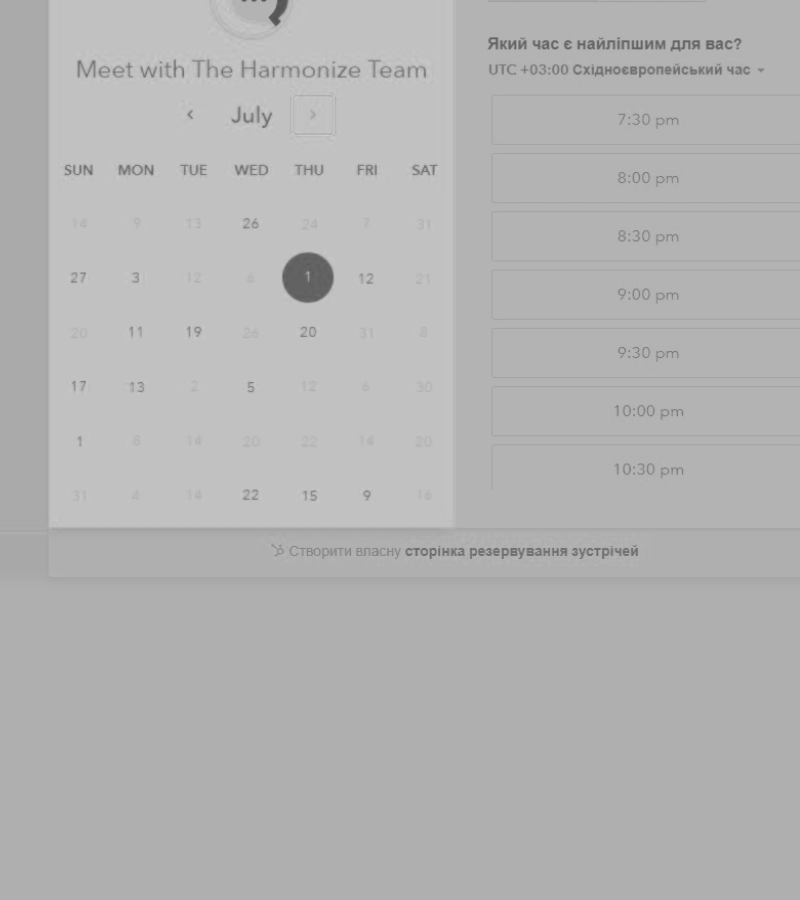 Meet with The Harmonize Team
July
SUN MON TUE WED THU FRI SAT
14 9 13 26 24 7 31
27 3 12 6 1 12 21
20 11 19 26 20 31 8
17 13 2 5 12 6 30
1 8 14 20 22 14 20
31 4 14 22 15 9 16
Який час є найліпшим для вас?
UTC +03:00 Східноєвропейський час
7:30 pm
8:00 pm
8:30 pm
9:00 pm
9:30 pm
10:00 pm
10:30 pm
Створити власну сторінка резервування зустрічей